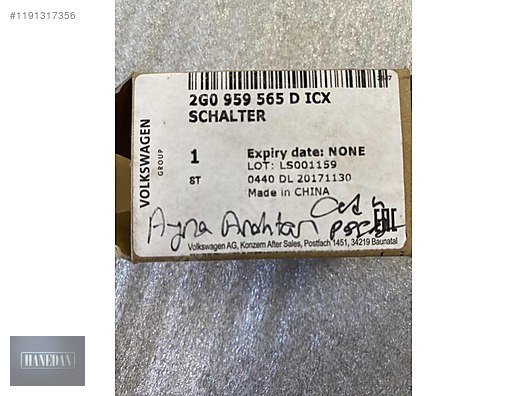 #1191317356
VOLKSWAGEN
GROUP
2G0 959 565 D ICX
SCHALTER
1
ST
Expiry date: NONE
LOT: LS001159
0440 DL 20171130
Made in CHINA
Ayna Anahtarı
EAC
Volkswagen AG, Konzern After Sales, Postfach 1451, 34219 Baunatal
HANEDAN